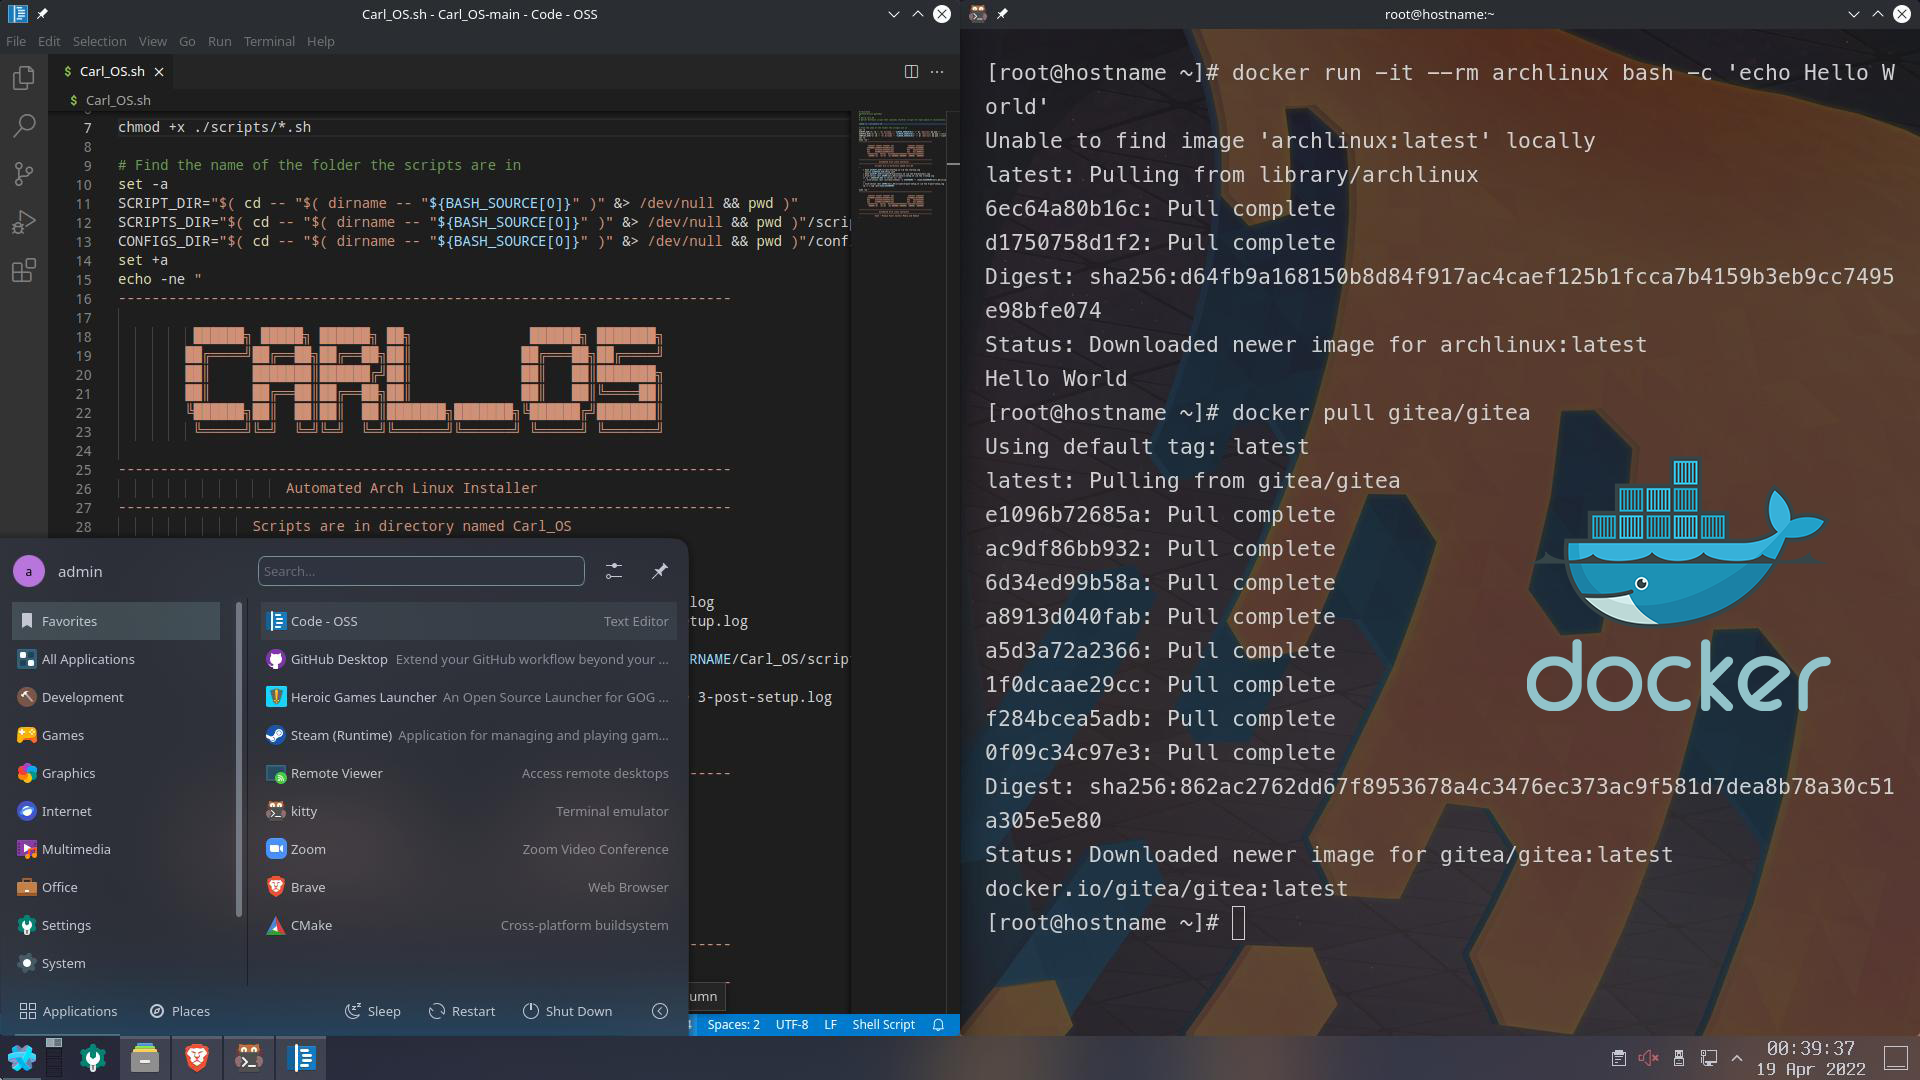 Carl_OS.sh - Carl_OS-main - Code - OSS
File Edit Selection View Go Run Terminal Help
$ Carl_OS.sh
$ Carl_OS.sh
7 chmod +x ./scripts/*.sh
8
9 # Find the name of the folder the scripts are in
10 set -a
11 SCRIPT_DIR="$( cd -- "$( dirname -- "${BASH_SOURCE[0]}" )" &> /dev/null && pwd )"
12 SCRIPTS_DIR="$( cd -- "$( dirname -- "${BASH_SOURCE[0]}" )" &> /dev/null && pwd )"/scri
13 CONFIGS_DIR="$( cd -- "$( dirname -- "${BASH_SOURCE[0]}" )" &> /dev/null && pwd )"/conf
14 set +a
15 echo -ne "
16 -------------------------------------------------------------------------
17
18
19
20 CARL OS
21
22
23
24
25 -------------------------------------------------------------------------
26 Automated Arch Linux Installer
27 -------------------------------------------------------------------------
28 Scripts are in directory named Carl_OS
log
tup.log
RNAME/Carl_OS/script
3-post-setup.log
-----
-----
umn
Spaces: 2 UTF-8 LF Shell Script
a admin
Search...
Favorites
All Applications
Development
Games
Graphics
Internet
Multimedia
Office
Settings
System
Code - OSS Text Editor
GitHub Desktop Extend your GitHub workflow beyond your ...
Heroic Games Launcher An Open Source Launcher for GOG ...
Steam (Runtime) Application for managing and playing gam...
Remote Viewer Access remote desktops
kitty Terminal emulator
Zoom Zoom Video Conference
Brave Web Browser
CMake Cross-platform buildsystem
Applications Places Sleep Restart Shut Down
root@hostname:~
[root@hostname ~]# docker run -it --rm archlinux bash -c 'echo Hello W
orld'
Unable to find image 'archlinux:latest' locally
latest: Pulling from library/archlinux
6ec64a80b16c: Pull complete
d1750758d1f2: Pull complete
Digest: sha256:d64fb9a168150b8d84f917ac4caef125b1fcca7b4159b3eb9cc7495
e98bfe074
Status: Downloaded newer image for archlinux:latest
Hello World
[root@hostname ~]# docker pull gitea/gitea
Using default tag: latest
latest: Pulling from gitea/gitea
e1096b72685a: Pull complete
ac9df86bb932: Pull complete
6d34ed99b58a: Pull complete
a8913d040fab: Pull complete
a5d3a72a2366: Pull complete
1f0dcaae29cc: Pull complete
f284bcea5adb: Pull complete
0f09c34c97e3: Pull complete
Digest: sha256:862ac2762dd67f8953678a4c3476ec373ac9f581d7dea8b78a30c51
a305e5e80
Status: Downloaded newer image for gitea/gitea:latest
docker.io/gitea/gitea:latest
[root@hostname ~]#
docker
00:39:37
19 Apr 2022